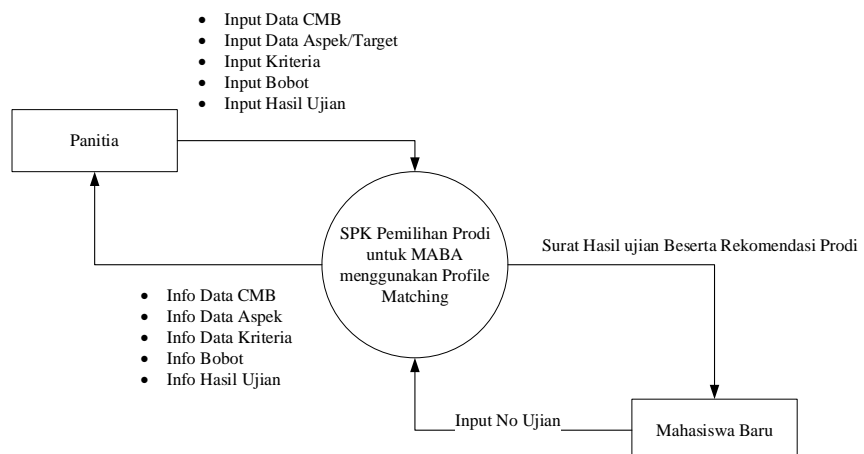 • Input Data CMB
• Input Data Aspek/Target
• Input Kriteria
• Input Bobot
• Input Hasil Ujian
Panitia
SPK Pemilihan Prodi
untuk MABA
menggunakan Profile
Matching
Surat Hasil ujian Beserta Rekomendasi Prodi
• Info Data CMB
• Info Data Aspek
• Info Data Kriteria
• Info Bobot
• Info Hasil Ujian
Input No Ujian
Mahasiswa Baru